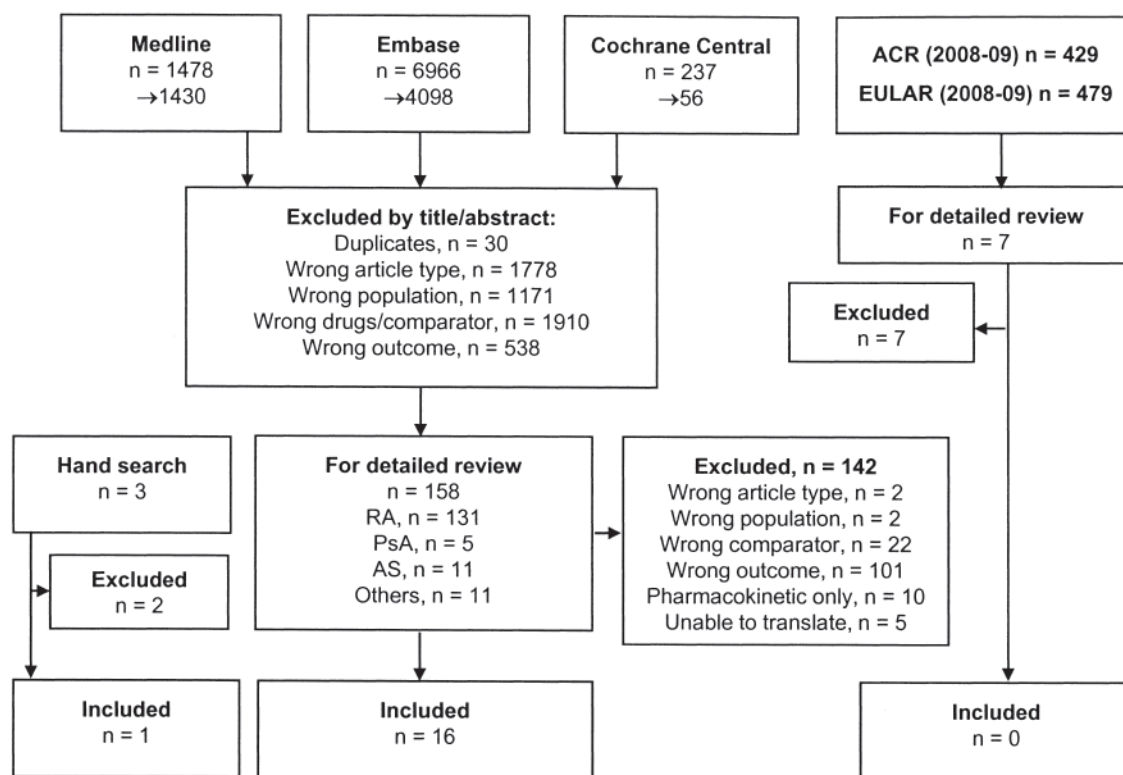 Medline
n = 1478
→1430
Embase
n = 6966
→4098
Cochrane Central
n = 237
→56
ACR (2008-09) n = 429
EULAR (2008-09) n = 479
Excluded by title/abstract:
Duplicates, n = 30
Wrong article type, n = 1778
Wrong population, n = 1171
Wrong drugs/comparator, n = 1910
Wrong outcome, n = 538
For detailed review
n = 7
Excluded
n = 7
Hand search
n = 3
Excluded
n = 2
For detailed review
n = 158
RA, n = 131
PsA, n = 5
AS, n = 11
Others, n = 11
Excluded, n = 142
Wrong article type, n = 2
Wrong population, n = 2
Wrong comparator, n = 22
Wrong outcome, n = 101
Pharmacokinetic only, n = 10
Unable to translate, n = 5
Included
n = 1
Included
n = 16
Included
n = 0